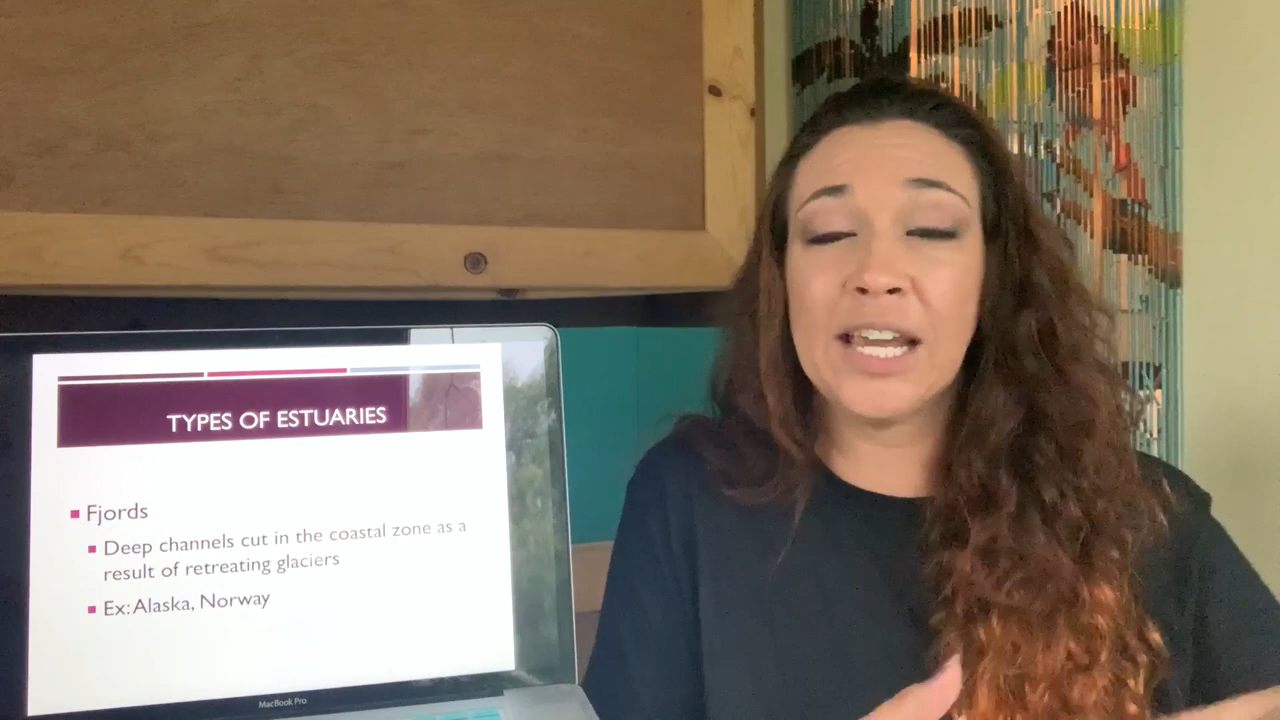 TYPES OF ESTUARIES
Fjords
Deep channels cut in the coastal zone as a
result of retreating glaciers
Ex: Alaska, Norway
MacBook Pro